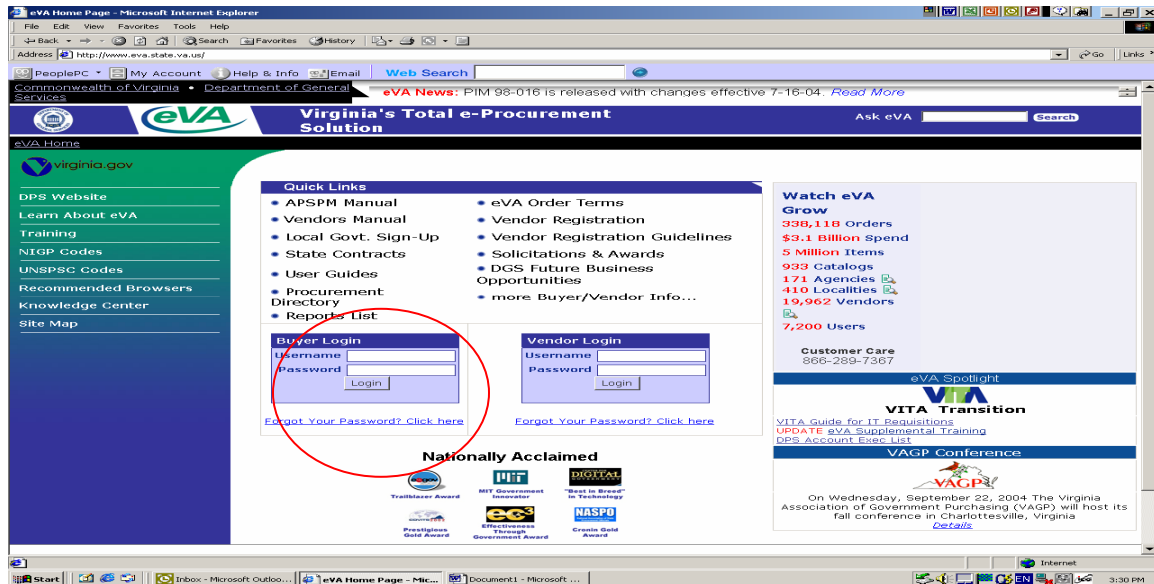 eVA Home Page - Microsoft Internet Explorer
File Edit View Favorites Tools Help
Back Search Favorites History
Address http://www.eva.state.va.us/ Go Links
PeoplePC My Account Help & Info Email Web Search
Commonwealth of Virginia • Department of General Services
eVA News: PIM 98-016 is released with changes effective 7-16-04. Read More
eVA
Virginia's Total e-Procurement Solution
Ask eVA Search
eVA Home
virginia.gov
DPS Website
Learn About eVA
Training
NIGP Codes
UNSPSC Codes
Recommended Browsers
Knowledge Center
Site Map
Quick Links
• APSPM Manual
• Vendors Manual
• Local Govt. Sign-Up
• State Contracts
• User Guides
• Procurement
Directory
• Reports List
• eVA Order Terms
• Vendor Registration
• Vendor Registration Guidelines
• Solicitations & Awards
• DGS Future Business
Opportunities
• more Buyer/Vendor Info...
Buyer Login
Username
Password
Login
Forgot Your Password? Click here
Vendor Login
Username
Password
Login
Forgot Your Password? Click here
Nationally Acclaimed
egov
Trailblazer Award
MIT
MIT Government
Innovator
DIGITAL
"Best in Breed"
in Technology
Prestigious
Gold Award
ec3
Effectiveness
Through
Government Award
NASPO
Cronin Gold
Award
Watch eVA
Grow
338,118 Orders
$3.1 Billion Spend
5 Million Items
933 Catalogs
171 Agencies
410 Localities
19,962 Vendors
7,200 Users
Customer Care
866-289-7367
eVA Spotlight
VITA
VITA Transition
VITA Guide for IT Requisitions
UPDATE eVA Supplemental Training
DPS Account Exec List
VAGP Conference
VAGP
On Wednesday, September 22, 2004 The Virginia
Association of Government Purchasing (VAGP) will host its
fall conference in Charlottesville, Virginia
Details
Internet
Start Inbox - Microsoft Outloo... eVA Home Page - Mic... Document1 - Microsoft ... EN 3:30 PM